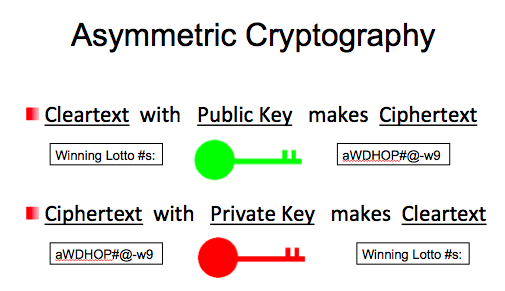 Asymmetric Cryptography
Cleartext with Public Key makes Ciphertext
Winning Lotto #s: aWDHOP#@-w9
Ciphertext with Private Key makes Cleartext
aWDHOP#@-w9 Winning Lotto #s: